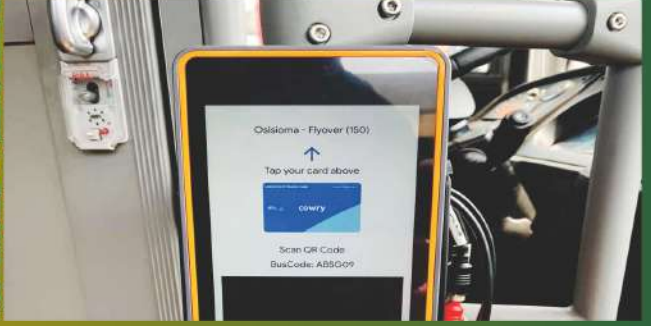 Osisioma - Flyover (150)
Tap your card above
cowry
Scan QR Code
BusCode: ABSG09